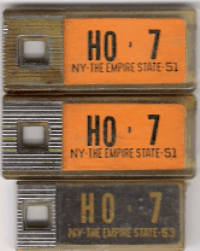 HO · 7
NY-THE EMPIRE STATE-51
HO · 7
NY-THE EMPIRE STATE-51
HO · 7
NY-THE EMPIRE STATE-53